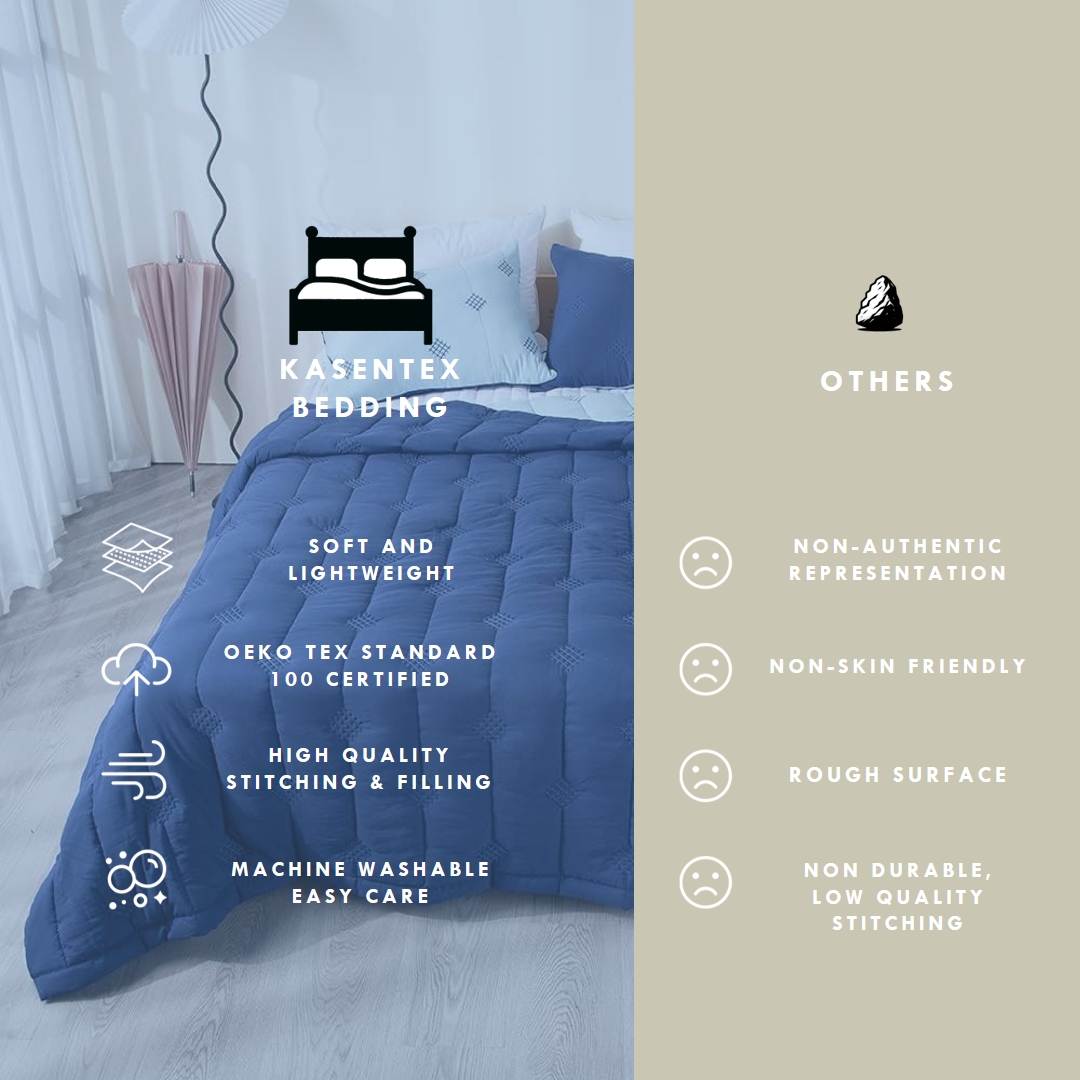 KASENTEX
BEDDING
SOFT AND
LIGHTWEIGHT
OEKO TEX STANDARD
100 CERTIFIED
HIGH QUALITY
STITCHING & FILLING
MACHINE WASHABLE
EASY CARE
OTHERS
NON-AUTHENTIC
REPRESENTATION
NON-SKIN FRIENDLY
ROUGH SURFACE
NON DURABLE,
LOW QUALITY
STITCHING